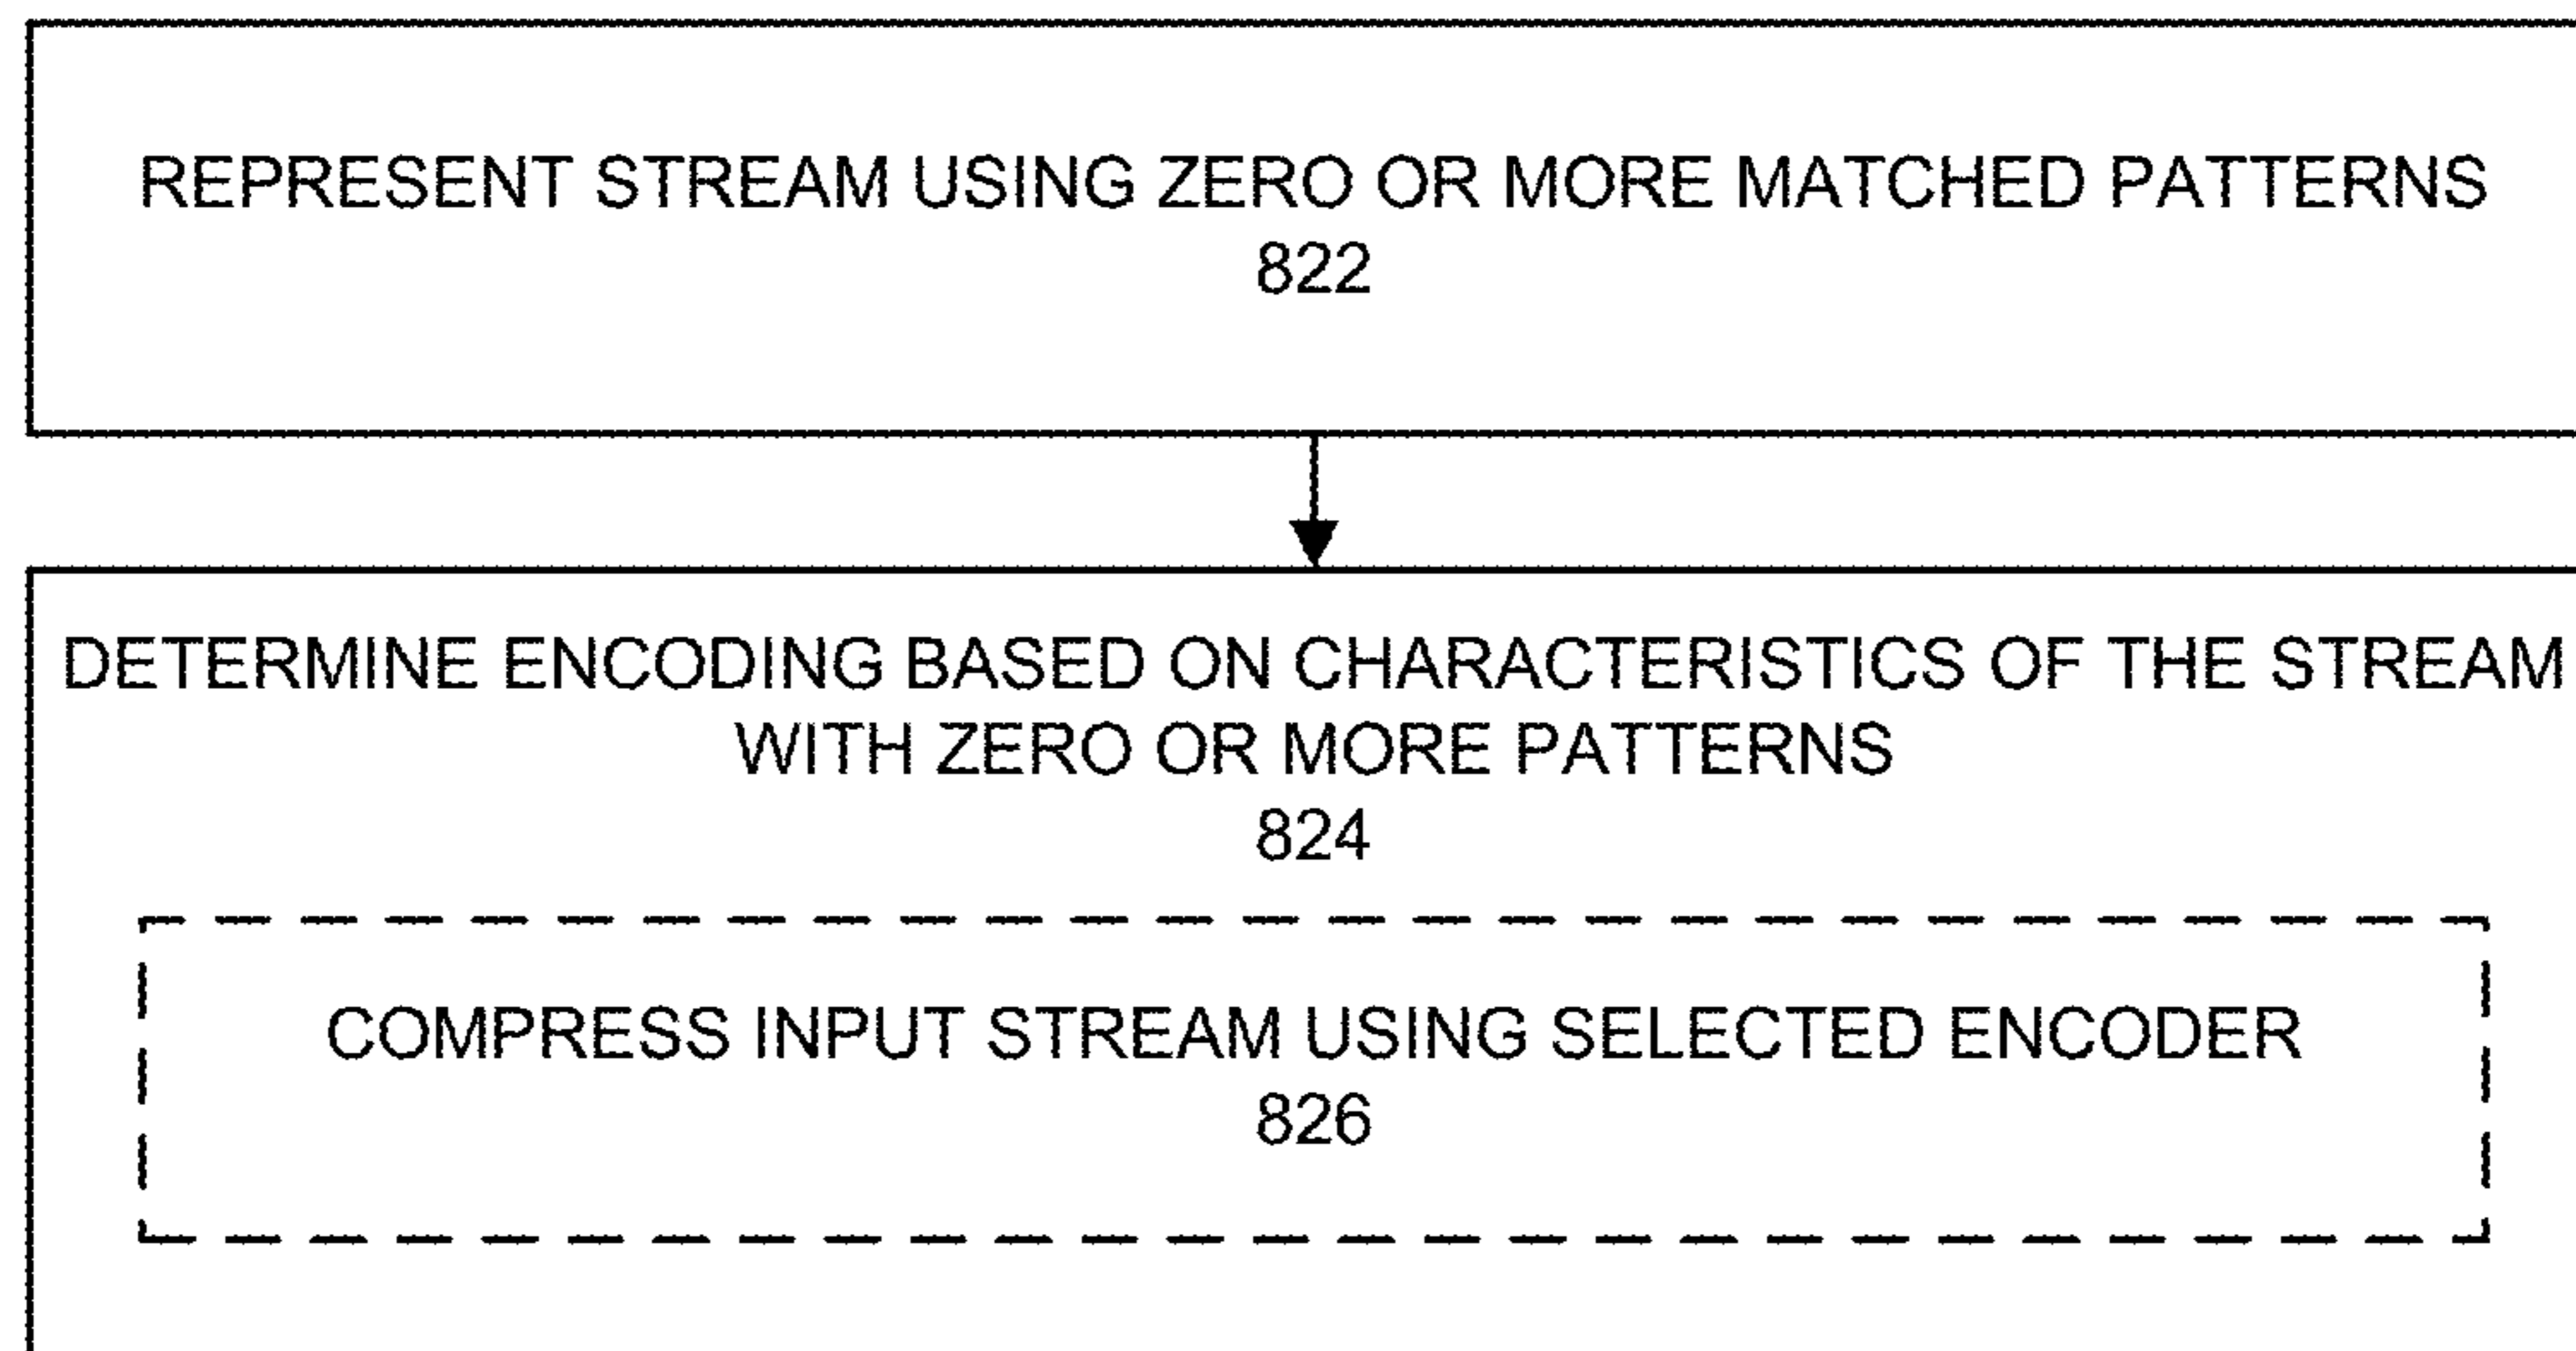 REPRESENT STREAM USING ZERO OR MORE MATCHED PATTERNS
822
DETERMINE ENCODING BASED ON CHARACTERISTICS OF THE STREAM
WITH ZERO OR MORE PATTERNS
824
COMPRESS INPUT STREAM USING SELECTED ENCODER
826